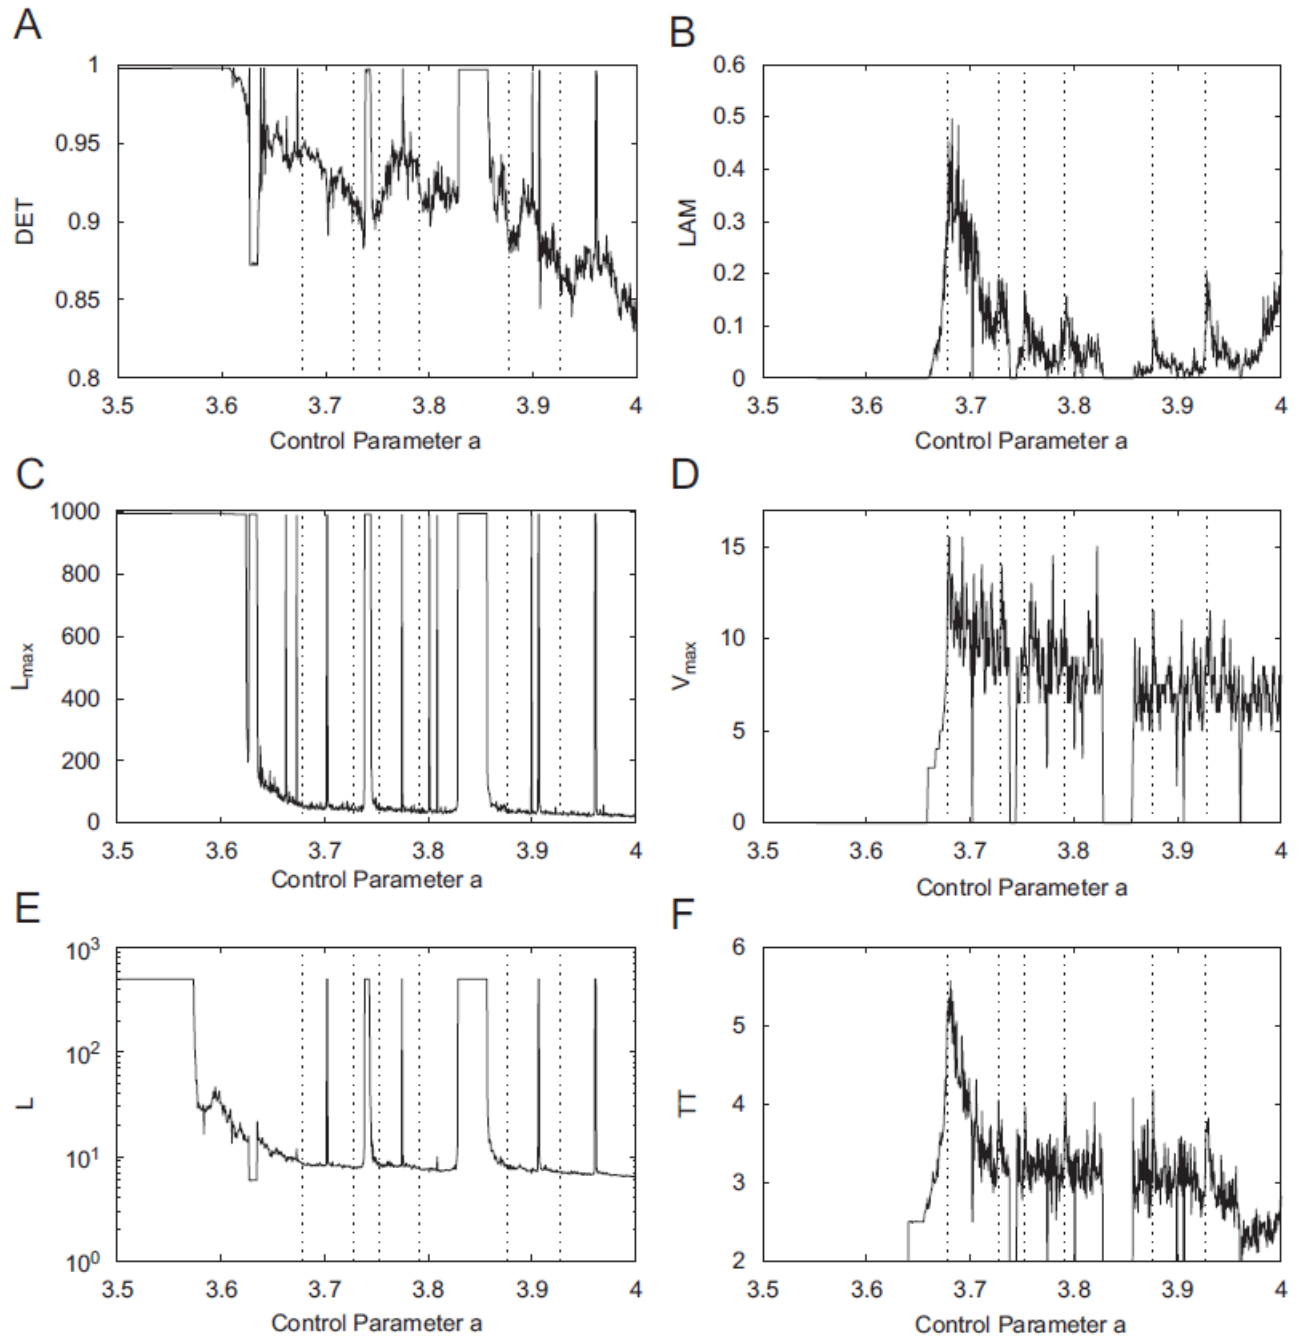 A
1
0.95
0.9
0.85
0.8
DET
3.5 3.6 3.7 3.8 3.9 4
Control Parameter a
B
0.6
0.5
0.4
0.3
0.2
0.1
0
LAM
3.5 3.6 3.7 3.8 3.9 4
Control Parameter a
C
1000
800
600
400
200
0
Lmax
3.5 3.6 3.7 3.8 3.9 4
Control Parameter a
D
15
10
5
0
Vmax
3.5 3.6 3.7 3.8 3.9 4
Control Parameter a
E
10³
10²
10¹
10⁰
L
3.5 3.6 3.7 3.8 3.9 4
Control Parameter a
F
6
5
4
3
2
TT
3.5 3.6 3.7 3.8 3.9 4
Control Parameter a